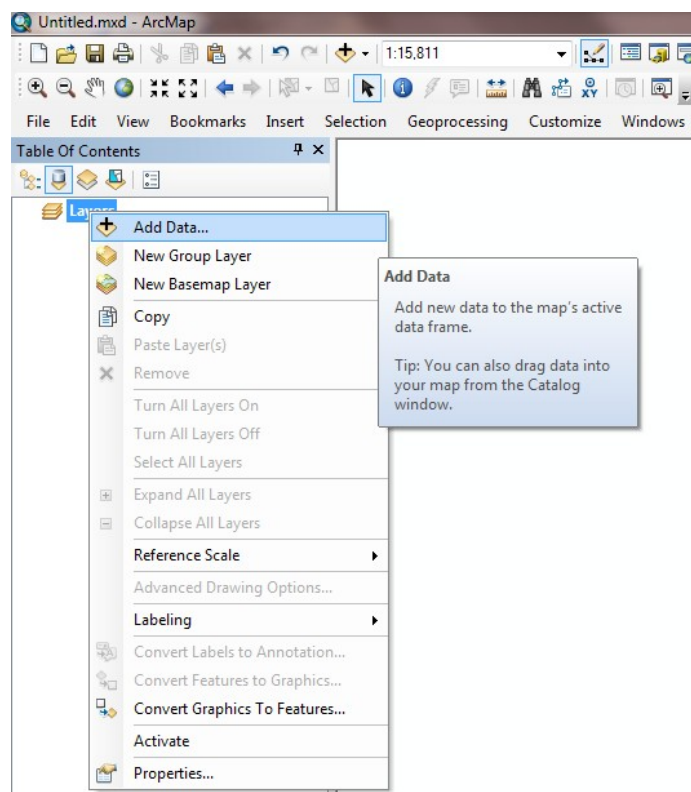 Untitled.mxd - ArcMap
1:15,811
XY
File Edit View Bookmarks Insert Selection Geoprocessing Customize Windows
Table Of Contents
Layers
Add Data...
New Group Layer
New Basemap Layer
Copy
Paste Layer(s)
Remove
Turn All Layers On
Turn All Layers Off
Select All Layers
Expand All Layers
Collapse All Layers
Reference Scale
Advanced Drawing Options...
Labeling
Convert Labels to Annotation...
Convert Features to Graphics...
Convert Graphics To Features...
Activate
Properties...
Add Data
Add new data to the map's active
data frame.
Tip: You can also drag data into
your map from the Catalog
window.